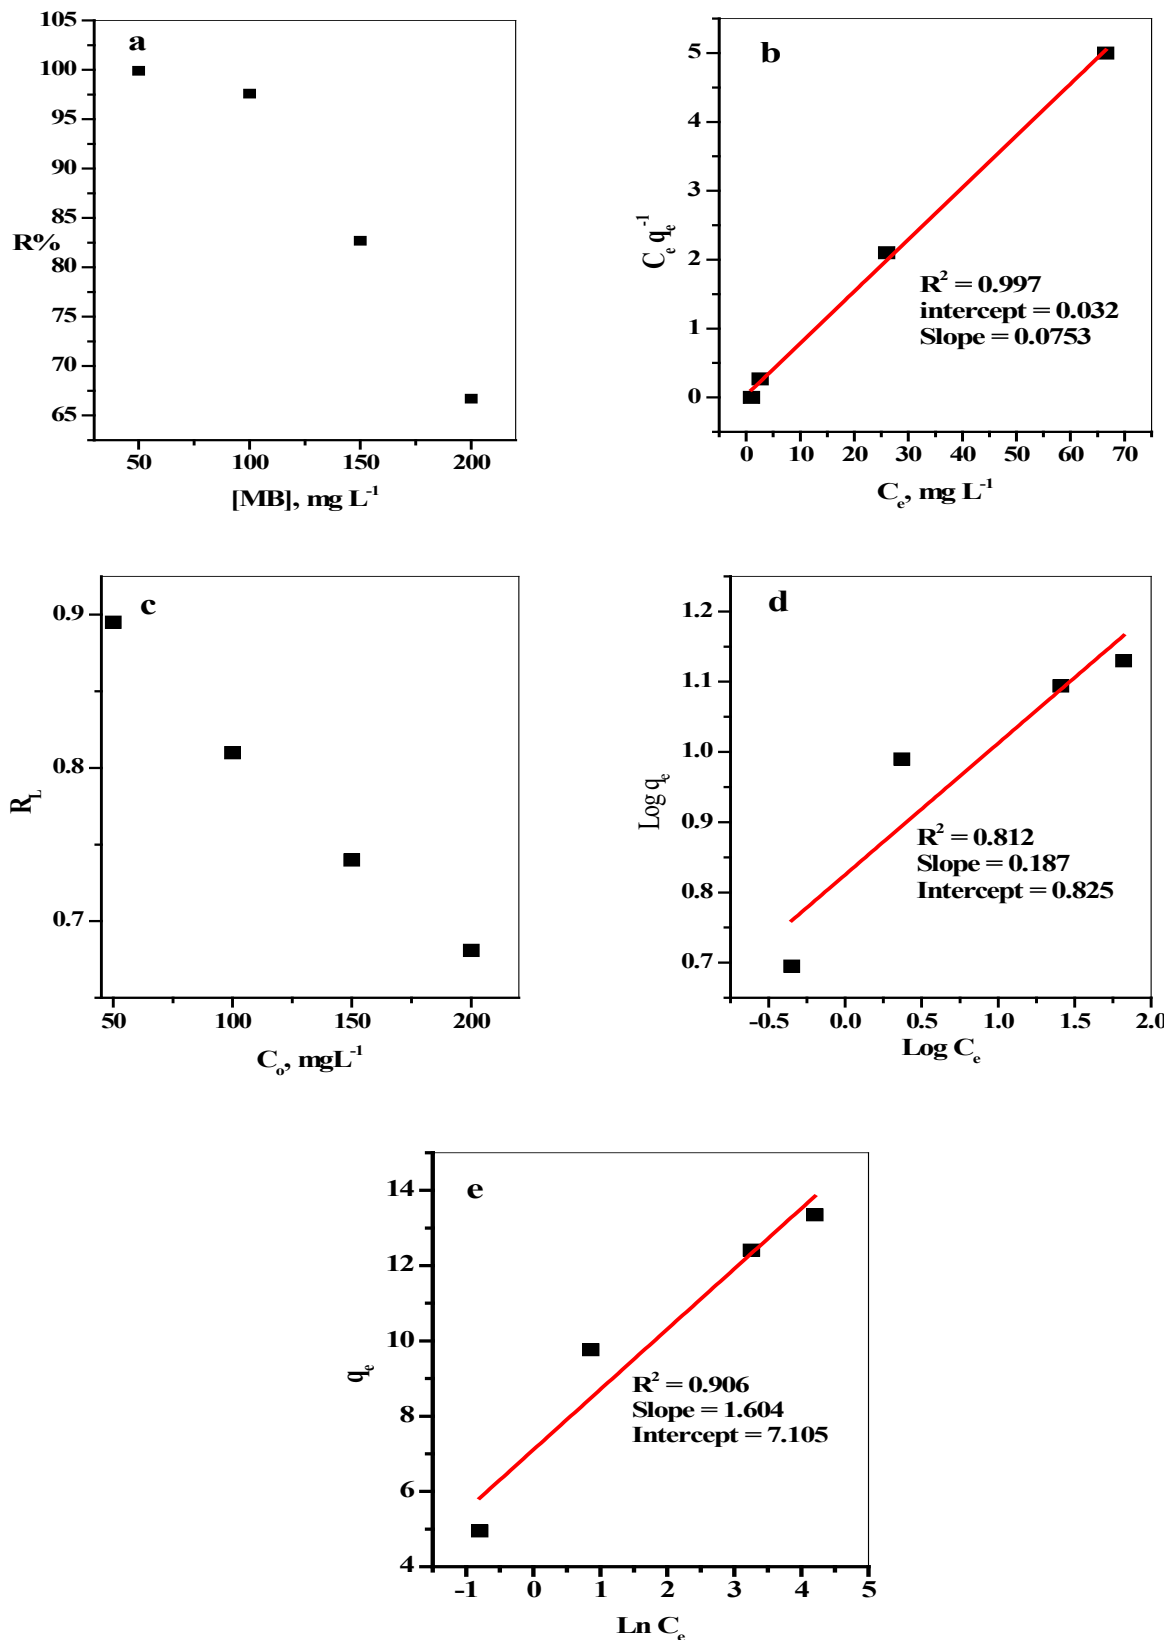 a
105
100
95
90
85
80
75
70
65
R%
50 100 150 200
[MB], mg L⁻¹
b
5
4
3
2
1
0
Cₑ qₑ⁻¹
R² = 0.997
intercept = 0.032
Slope = 0.0753
0 10 20 30 40 50 60 70
Cₑ, mg L⁻¹
c
0.9
0.8
0.7
R_L
50 100 150 200
Cₒ, mgL⁻¹
d
1.2
1.1
1.0
0.9
0.8
0.7
Log qₑ
R² = 0.812
Slope = 0.187
Intercept = 0.825
-0.5 0.0 0.5 1.0 1.5 2.0
Log Cₑ
e
14
12
10
8
6
4
qₑ
R² = 0.906
Slope = 1.604
Intercept = 7.105
-1 0 1 2 3 4 5
Ln Cₑ